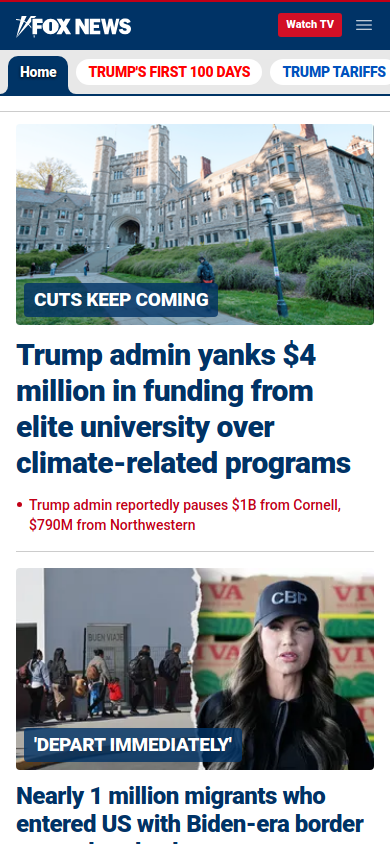 FOX NEWS
Watch TV
Home
TRUMP'S FIRST 100 DAYS
TRUMP TARIFFS
CUTS KEEP COMING
Trump admin yanks $4
million in funding from
elite university over
climate-related programs
Trump admin reportedly pauses $1B from Cornell,
$790M from Northwestern
BUEN VIAJE
CBP
VIVA
VIV
'DEPART IMMEDIATELY'
Nearly 1 million migrants who
entered US with Biden-era border